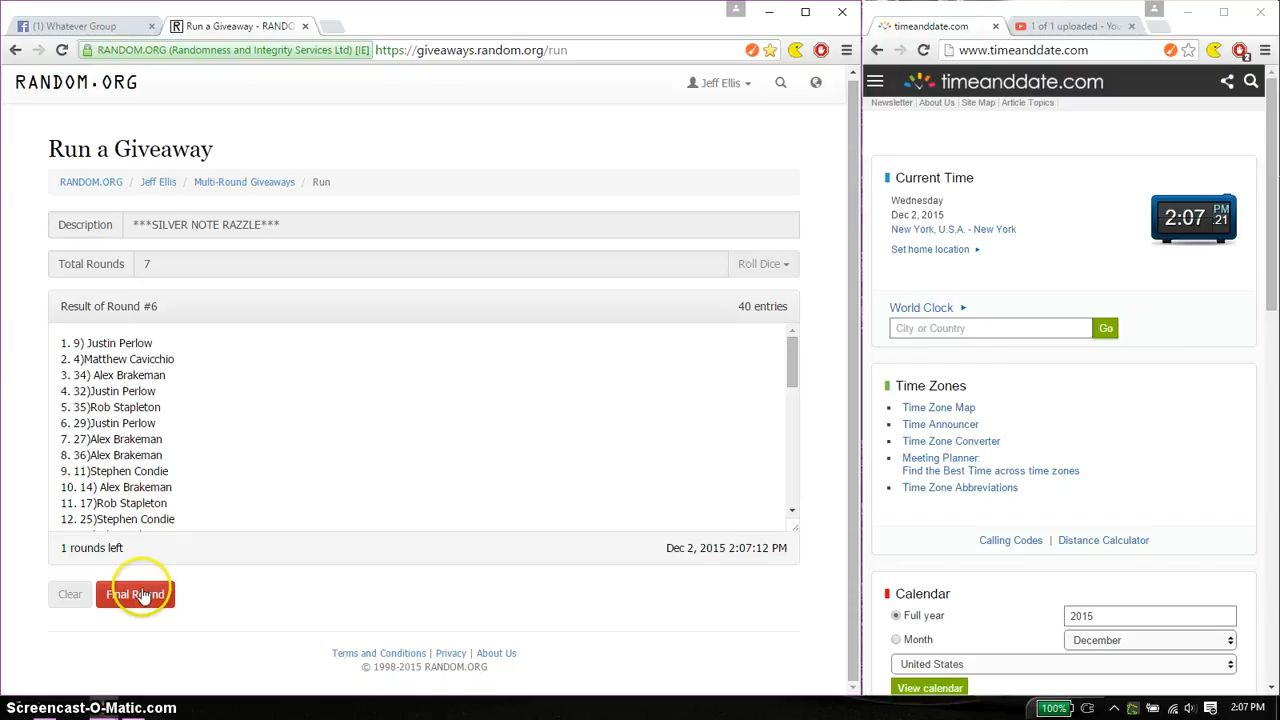 (1) Whatever Group
Run a Giveaway - RANDO
RANDOM.ORG (Randomness and Integrity Services Ltd) [IE]
https://giveaways.random.org/run
RANDOM.ORG
Jeff Ellis
Run a Giveaway
RANDOM.ORG / Jeff Ellis / Multi-Round Giveaways / Run
Description ***SILVER NOTE RAZZLE***
Total Rounds 7 Roll Dice
Result of Round #6 40 entries
1. 9) Justin Perlow
2. 4)Matthew Cavicchio
3. 34) Alex Brakeman
4. 32)Justin Perlow
5. 35)Rob Stapleton
6. 29)Justin Perlow
7. 27)Alex Brakeman
8. 36)Alex Brakeman
9. 11)Stephen Condie
10. 14) Alex Brakeman
11. 17)Rob Stapleton
12. 25)Stephen Condie
1 rounds left Dec 2, 2015 2:07:12 PM
Clear Final Round
Terms and Conditions | Privacy | About Us
© 1998-2015 RANDOM.ORG
timeanddate.com
1 of 1 uploaded - You
www.timeanddate.com
2
timeanddate.com
Newsletter | About Us | Site Map | Article Topics |
Current Time
Wednesday
Dec 2, 2015
New York, U.S.A. - New York
Set home location
2:07 PM .21
World Clock
City or Country Go
Time Zones
Time Zone Map
Time Announcer
Time Zone Converter
Meeting Planner:
Find the Best Time across time zones
Time Zone Abbreviations
Calling Codes | Distance Calculator
Calendar
Full year 2015
Month December
United States
View calendar
Screencast-O-Matic.com
100% 2:07 PM